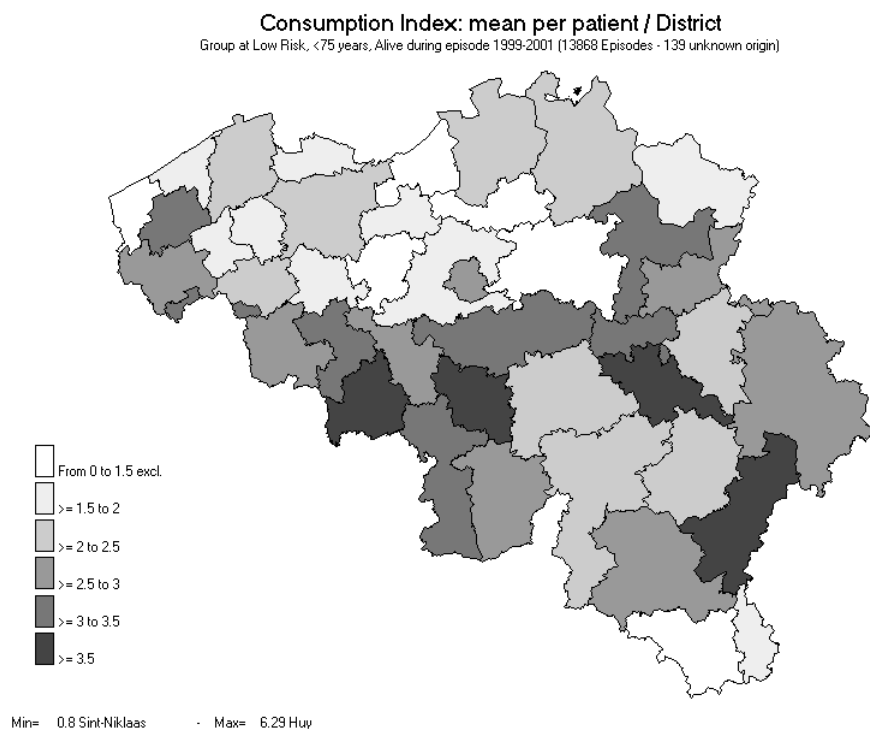 Consumption Index: mean per patient / District
Group at Low Risk, <75 years, Alive during episode 1999-2001 (13868 Episodes - 139 unknown origin)
From 0 to 1.5 excl.
>= 1.5 to 2
>= 2 to 2.5
>= 2.5 to 3
>= 3 to 3.5
>= 3.5
Min= 0.8 Sint-Niklaas - Max= 6.29 Huy